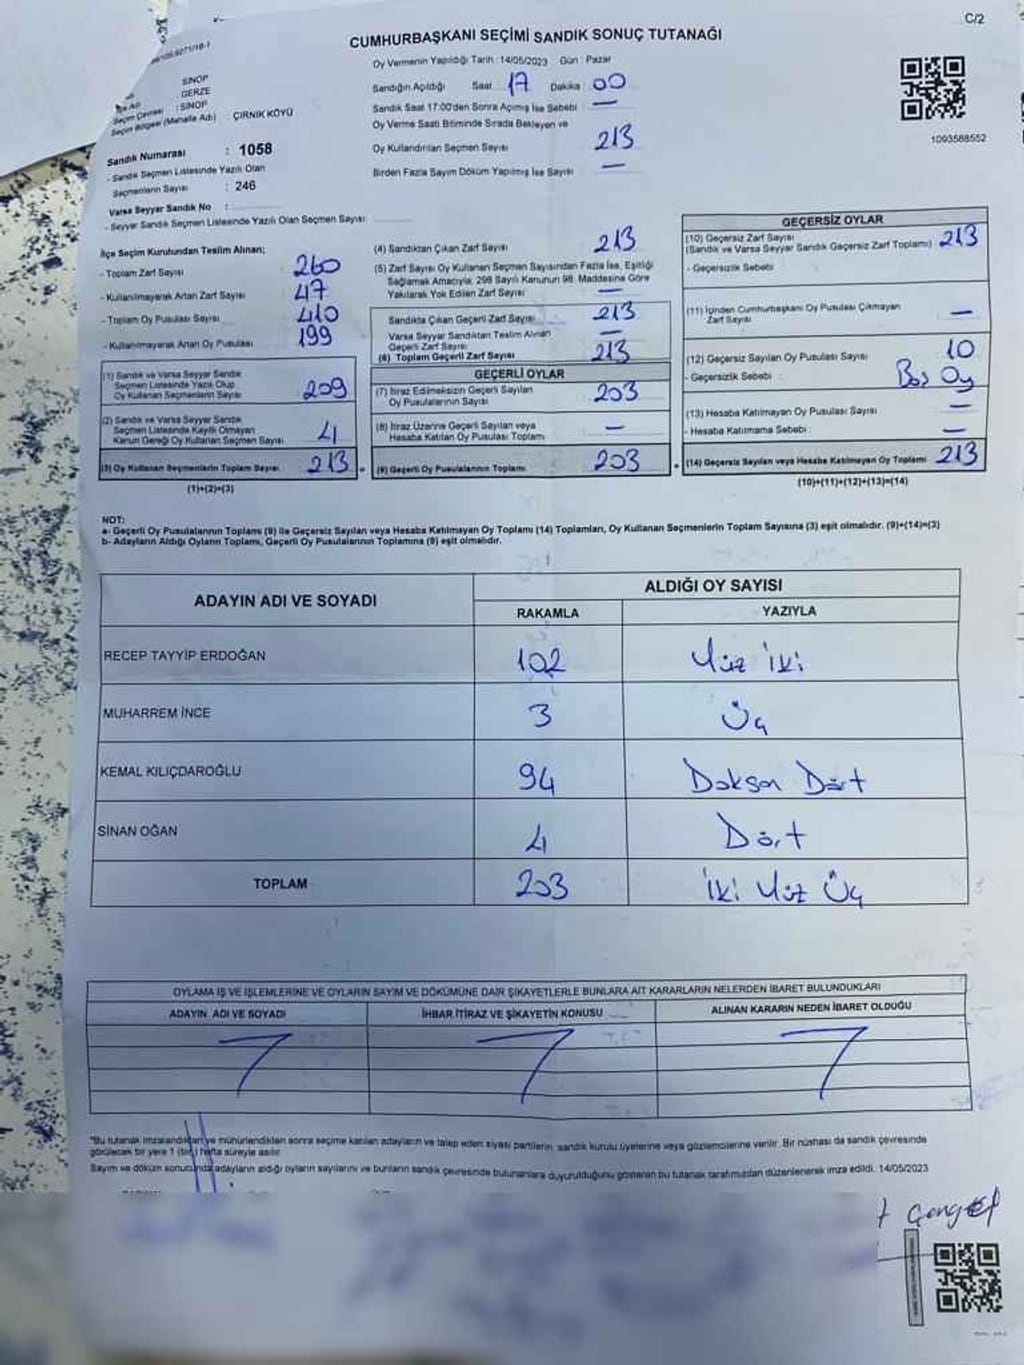 C/2
CUMHURBAŞKANI SEÇİMİ SANDIK SONUÇ TUTANAĞI
Oy Vermenin Yapıldığı Tarih : 14/05/2023 Gün : Pazar
Sandığın Açıldığı Saat 17 Dakika : 00
Sandık Saat 17:00'den Sonra Açılmış İse Sebebi : —
Oy Verme Saati Bitiminde Sırada Bekleyen ve
Oy Kullandırılan Seçmen Sayısı 213
Birden Fazla Sayım Döküm Yapılmış İse Sayısı : —
1093588552
SİNOP
GERZE
Seçim Çevresi : SİNOP
Seçim Bölgesi (Mahalle Adı) : ÇIRNIK KÖYÜ
Sandık Numarası : 1058
- Sandık Seçmen Listesinde Yazılı Olan
Seçmenlerin Sayısı : 246
Varsa Seyyar Sandık No :
- Seyyar Sandık Seçmen Listesinde Yazılı Olan Seçmen Sayısı :
İlçe Seçim Kurulundan Teslim Alınan;
- Toplam Zarf Sayısı : 260
- Kullanılmayarak Artan Zarf Sayısı : 47
- Toplam Oy Pusulası Sayısı : 410
- Kullanılmayarak Artan Oy Pusulası : 199
(1) Sandık ve Varsa Seyyar Sandık
Seçmen Listesinde Yazılı Olup
Oy Kullanan Seçmenlerin Sayısı 209
(2) Sandık ve Varsa Seyyar Sandık
Seçmen Listesinde Kayıtlı Olmayan
Kanun Gereği Oy Kullanan Seçmen Sayısı 4
(3) Oy Kullanan Seçmenlerin Toplam Sayısı 213
(1)+(2)=(3)
(4) Sandıktan Çıkan Zarf Sayısı 213
(5) Zarf Sayısı Oy Kullanan Seçmen Sayısından Fazla İse, Eşitliği
Sağlamak Amacıyla; 298 Sayılı Kanunun 98. Maddesine Göre
Yakılarak Yok Edilen Zarf Sayısı —
Sandıkta Çıkan Geçerli Zarf Sayısı 213
Varsa Seyyar Sandıktan Teslim Alınan
Geçerli Zarf Sayısı —
(6) Toplam Geçerli Zarf Sayısı 213
GEÇERLİ OYLAR
(7) İtiraz Edilmeksizin Geçerli Sayılan
Oy Pusulalarının Sayısı 203
(8) İtiraz Üzerine Geçerli Sayılan veya
Hesaba Katılan Oy Pusulası Toplamı —
(9) Geçerli Oy Pusulalarının Toplamı 203
GEÇERSİZ OYLAR
(10) Geçersiz Zarf Sayısı
(Sandık ve Varsa Seyyar Sandık Geçersiz Zarf Toplamı) 213
- Geçersizlik Sebebi :
(11) İçinden Cumhurbaşkanı Oy Pusulası Çıkmayan
Zarf Sayısı —
(12) Geçersiz Sayılan Oy Pusulası Sayısı 10
- Geçersizlik Sebebi : Boş Oy
(13) Hesaba Katılmayan Oy Pusulası Sayısı —
- Hesaba Katılmama Sebebi : —
(14) Geçersiz Sayılan veya Hesaba Katılmayan Oy Toplamı 213
(10)+(11)+(12)+(13)=(14)
NOT:
a- Geçerli Oy Pusulalarının Toplamı (9) ile Geçersiz Sayılan veya Hesaba Katılmayan Oy Toplamı (14) Toplamları, Oy Kullanan Seçmenlerin Toplam Sayısına (3) eşit olmalıdır. (9)+(14)=(3)
b- Adayların Aldığı Oyların Toplamı, Geçerli Oy Pusulalarının Toplamına (9) eşit olmalıdır.
ADAYIN ADI VE SOYADI ALDIĞI OY SAYISI
RAKAMLA YAZIYLA
RECEP TAYYİP ERDOĞAN 102 Yüz iki
MUHARREM İNCE 3 Üç
KEMAL KILIÇDAROĞLU 94 Doksan Dört
SİNAN OĞAN 4 Dört
TOPLAM 203 iki Yüz Üç
OYLAMA İŞ VE İŞLEMLERİNE VE OYLARIN SAYIM VE DÖKÜMÜNE DAİR ŞİKAYETLERLE BUNLARA AİT KARARLARIN NELERDEN İBARET BULUNDUKLARI
ADAYIN ADI VE SOYADI İHBAR İTİRAZ VE ŞİKAYETİN KONUSU ALINAN KARARIN NEDEN İBARET OLDUĞU
"Bu tutanak imzalandıktan ve mühürlendikten sonra seçime katılan adayların ve talep eden siyasi partilerin, sandık kurulu üyelerine veya gözlemcilerine verilir. Bir nüshası da sandık çevresinde
görülecek bir yere 1 (bir) hafta süreyle asılır.
Sayım ve döküm sonucunda adayların aldığı oyların sayılarını ve bunların sandık çevresinde bulunanlara duyurulduğunu gösteren bu tutanak tarafımızdan düzenlenerek imza edildi. 14/05/2023